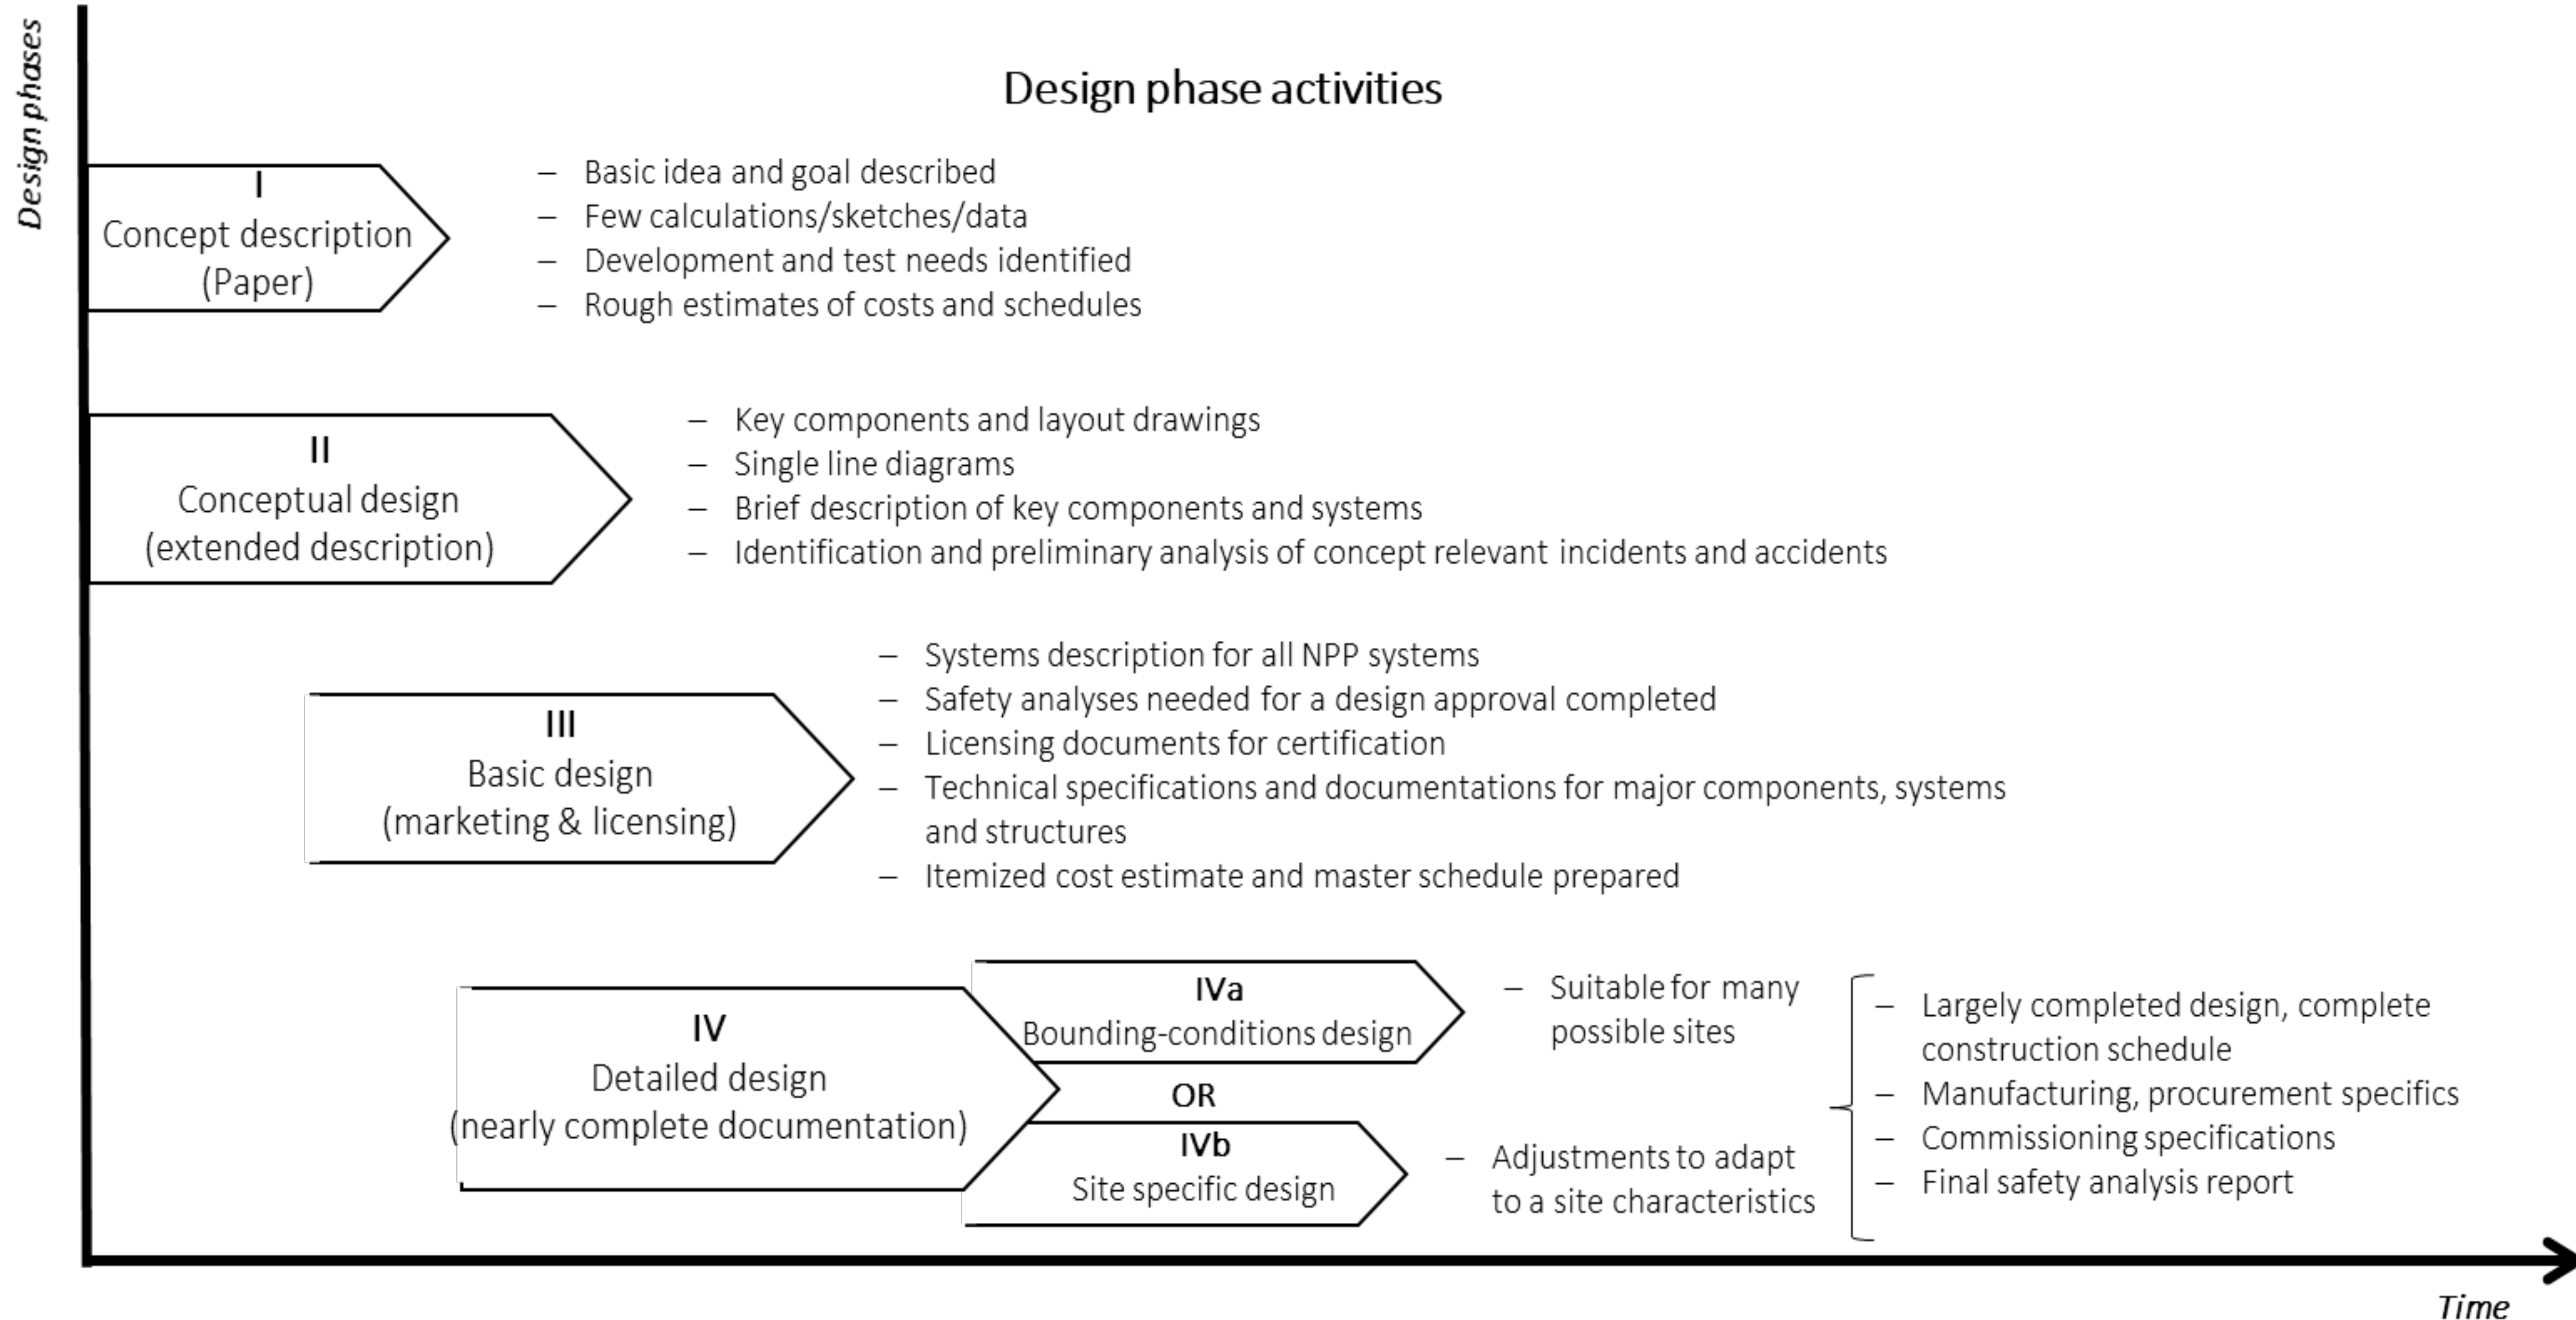 Design phases
Design phase activities
I
Concept description
(Paper)
– Basic idea and goal described
– Few calculations/sketches/data
– Development and test needs identified
– Rough estimates of costs and schedules
II
Conceptual design
(extended description)
– Key components and layout drawings
– Single line diagrams
– Brief description of key components and systems
– Identification and preliminary analysis of concept relevant incidents and accidents
III
Basic design
(marketing & licensing)
– Systems description for all NPP systems
– Safety analyses needed for a design approval completed
– Licensing documents for certification
– Technical specifications and documentations for major components, systems
and structures
– Itemized cost estimate and master schedule prepared
IV
Detailed design
(nearly complete documentation)
IVa
Bounding-conditions design
OR
IVb
Site specific design
– Suitable for many
possible sites
– Adjustments to adapt
to a site characteristics
– Largely completed design, complete
construction schedule
– Manufacturing, procurement specifics
– Commissioning specifications
– Final safety analysis report
Time